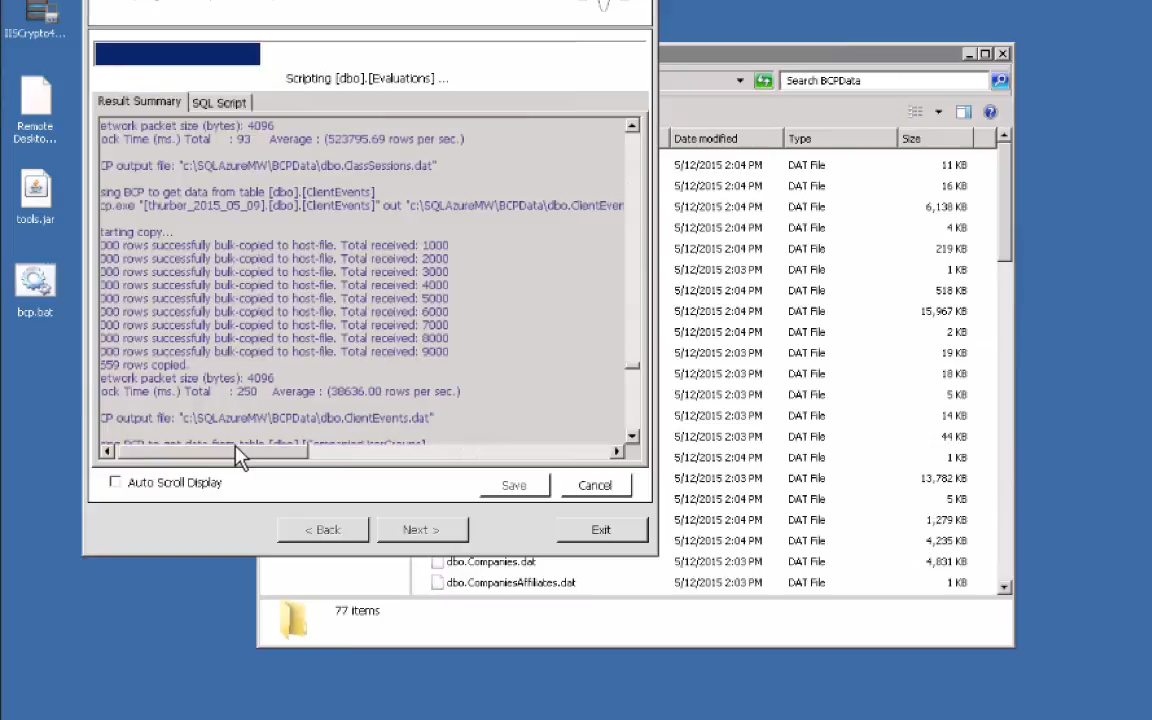 IISCrypto4...
Remote
Deskto...
tools.jar
bcp.bat
Scripting [dbo].[Evaluations] ...
Result Summary
SQL Script
etwork packet size (bytes): 4096
ock Time (ms.) Total : 93 Average : (523795.69 rows per sec.)
CP output file: "c:\SQLAzureMW\BCPData\dbo.ClassSessions.dat"
sing BCP to get data from table [dbo].[ClientEvents]
cp.exe "[thurber_2015_05_09].[dbo].[ClientEvents]" out "c:\SQLAzureMW\BCPData\dbo.ClientEven
tarting copy...
000 rows successfully bulk-copied to host-file. Total received: 1000
000 rows successfully bulk-copied to host-file. Total received: 2000
000 rows successfully bulk-copied to host-file. Total received: 3000
000 rows successfully bulk-copied to host-file. Total received: 4000
000 rows successfully bulk-copied to host-file. Total received: 5000
000 rows successfully bulk-copied to host-file. Total received: 6000
000 rows successfully bulk-copied to host-file. Total received: 7000
000 rows successfully bulk-copied to host-file. Total received: 8000
000 rows successfully bulk-copied to host-file. Total received: 9000
559 rows copied.
etwork packet size (bytes): 4096
ock Time (ms.) Total : 250 Average : (38636.00 rows per sec.)
CP output file: "c:\SQLAzureMW\BCPData\dbo.ClientEvents.dat"
sing BCP to get data from table [dbo].
Auto Scroll Display
Save
Cancel
< Back
Next >
Exit
Search BCPData
Date modified Type Size
5/12/2015 2:04 PM DAT File 11 KB
5/12/2015 2:04 PM DAT File 16 KB
5/12/2015 2:04 PM DAT File 6,138 KB
5/12/2015 2:04 PM DAT File 4 KB
5/12/2015 2:04 PM DAT File 219 KB
5/12/2015 2:03 PM DAT File 1 KB
5/12/2015 2:04 PM DAT File 518 KB
5/12/2015 2:04 PM DAT File 15,967 KB
5/12/2015 2:04 PM DAT File 2 KB
5/12/2015 2:03 PM DAT File 19 KB
5/12/2015 2:03 PM DAT File 18 KB
5/12/2015 2:03 PM DAT File 5 KB
5/12/2015 2:03 PM DAT File 14 KB
5/12/2015 2:03 PM DAT File 44 KB
5/12/2015 2:04 PM DAT File 1 KB
5/12/2015 2:03 PM DAT File 13,782 KB
5/12/2015 2:04 PM DAT File 5 KB
5/12/2015 2:04 PM DAT File 1,279 KB
5/12/2015 2:04 PM DAT File 4,235 KB
dbo.Companies.dat 5/12/2015 2:03 PM DAT File 4,831 KB
dbo.CompaniesAffiliates.dat 5/12/2015 2:03 PM DAT File 1 KB
77 items